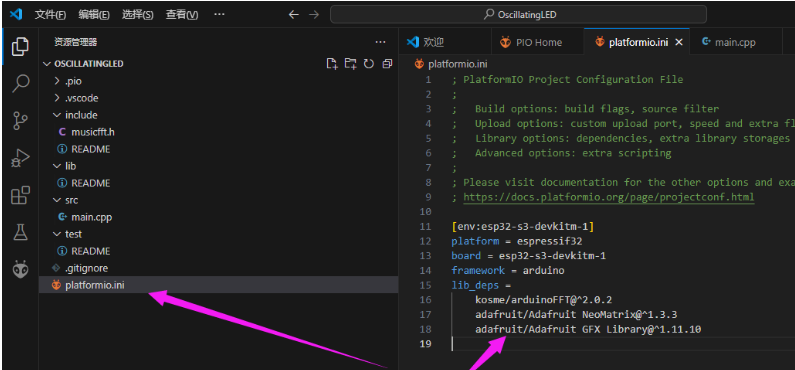 文件(F) 编辑(E) 选择(S) 查看(V) ... OscillatingLED
资源管理器 ...
OSCILLATINGLED
.pio
.vscode
include
musicfft.h
README
lib
README
src
main.cpp
test
README
.gitignore
platformio.ini
欢迎 PIO Home platformio.ini main.cpp
platformio.ini
1 ; PlatformIO Project Configuration File
2 ;
3 ; Build options: build flags, source filter
4 ; Upload options: custom upload port, speed and extra fl
5 ; Library options: dependencies, extra library storages
6 ; Advanced options: extra scripting
7 ;
8 ; Please visit documentation for the other options and exa
9 ; https://docs.platformio.org/page/projectconf.html
10
11 [env:esp32-s3-devkitm-1]
12 platform = espressif32
13 board = esp32-s3-devkitm-1
14 framework = arduino
15 lib_deps =
16 kosme/arduinoFFT@^2.0.2
17 adafruit/Adafruit NeoMatrix@^1.3.3
18 adafruit/Adafruit GFX Library@^1.11.10
19